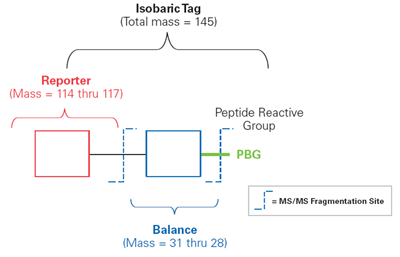 Isobaric Tag
(Total mass = 145)
Reporter
(Mass = 114 thru 117)
Peptide Reactive
Group
PBG
= MS/MS Fragmentation Site
Balance
(Mass = 31 thru 28)